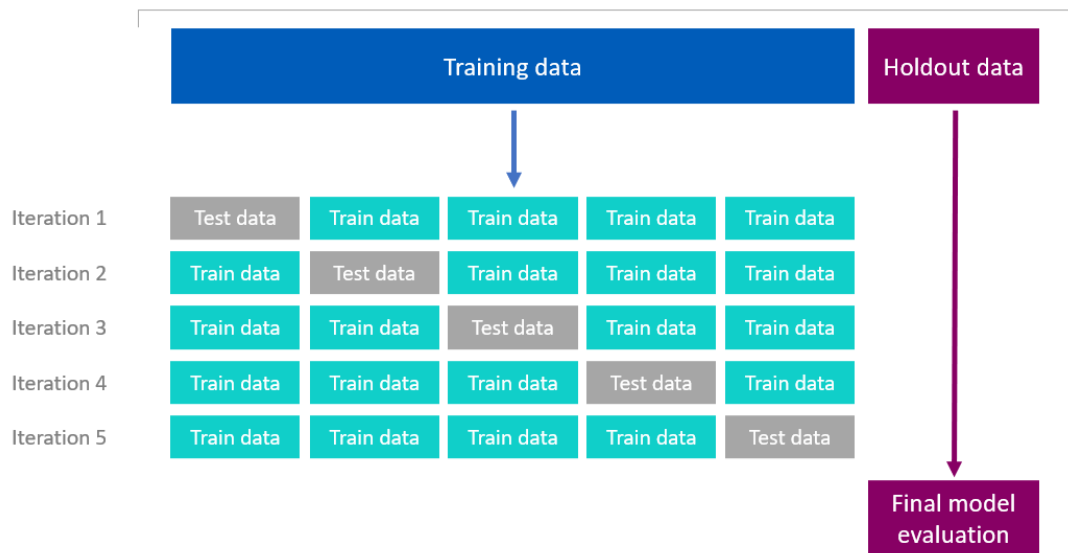 Training data
Holdout data
Iteration 1
Test data
Train data
Train data
Train data
Train data
Iteration 2
Train data
Test data
Train data
Train data
Train data
Iteration 3
Train data
Train data
Test data
Train data
Train data
Iteration 4
Train data
Train data
Train data
Test data
Train data
Iteration 5
Train data
Train data
Train data
Train data
Test data
Final model
evaluation